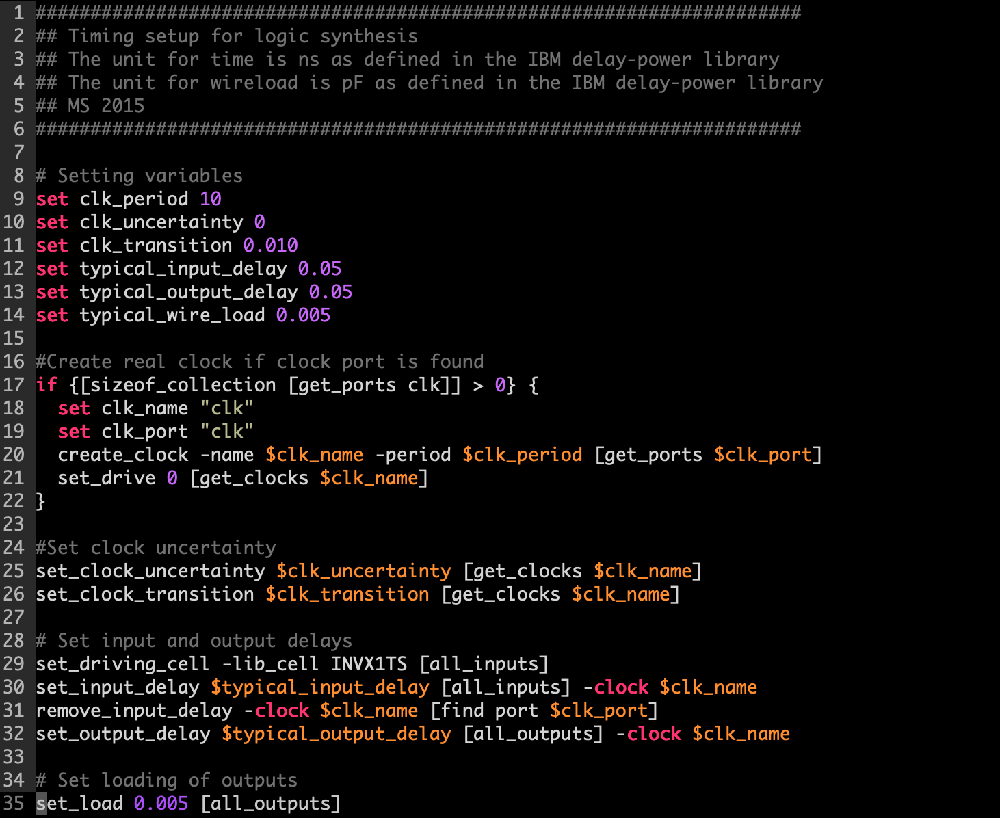 1 ######################################################################
2 ## Timing setup for logic synthesis
3 ## The unit for time is ns as defined in the IBM delay-power library
4 ## The unit for wireload is pF as defined in the IBM delay-power library
5 ## MS 2015
6 ######################################################################
7
8 # Setting variables
9 set clk_period 10
10 set clk_uncertainty 0
11 set clk_transition 0.010
12 set typical_input_delay 0.05
13 set typical_output_delay 0.05
14 set typical_wire_load 0.005
15
16 #Create real clock if clock port is found
17 if {[sizeof_collection [get_ports clk]] > 0} {
18   set clk_name "clk"
19   set clk_port "clk"
20   create_clock -name $clk_name -period $clk_period [get_ports $clk_port]
21   set_drive 0 [get_clocks $clk_name]
22 }
23
24 #Set clock uncertainty
25 set_clock_uncertainty $clk_uncertainty [get_clocks $clk_name]
26 set_clock_transition $clk_transition [get_clocks $clk_name]
27
28 # Set input and output delays
29 set_driving_cell -lib_cell INVX1TS [all_inputs]
30 set_input_delay $typical_input_delay [all_inputs] -clock $clk_name
31 remove_input_delay -clock $clk_name [find port $clk_port]
32 set_output_delay $typical_output_delay [all_outputs] -clock $clk_name
33
34 # Set loading of outputs
35 set_load 0.005 [all_outputs]